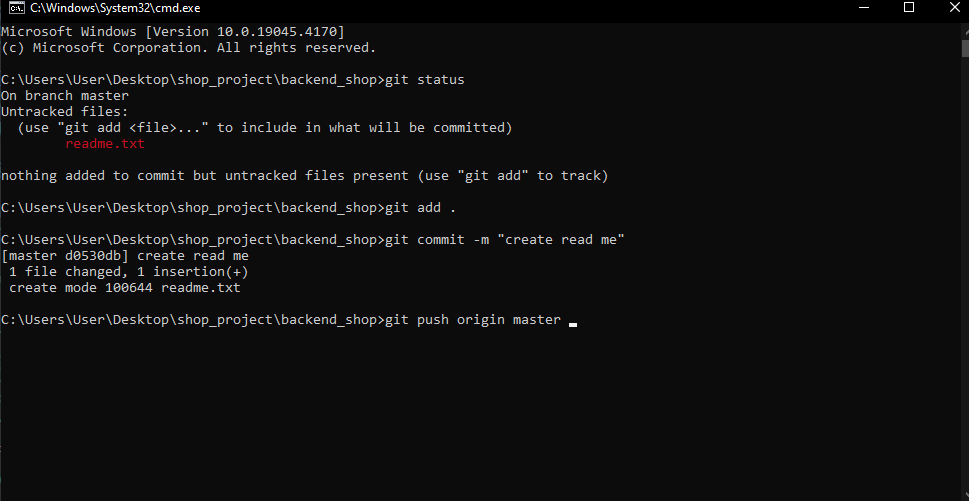 C:\Windows\System32\cmd.exe
Microsoft Windows [Version 10.0.19045.4170]
(c) Microsoft Corporation. All rights reserved.
C:\Users\User\Desktop\shop_project\backend_shop>git status
On branch master
Untracked files:
  (use "git add <file>..." to include in what will be committed)
        readme.txt
nothing added to commit but untracked files present (use "git add" to track)
C:\Users\User\Desktop\shop_project\backend_shop>git add .
C:\Users\User\Desktop\shop_project\backend_shop>git commit -m "create read me"
[master d0530db] create read me
 1 file changed, 1 insertion(+)
 create mode 100644 readme.txt
C:\Users\User\Desktop\shop_project\backend_shop>git push origin master